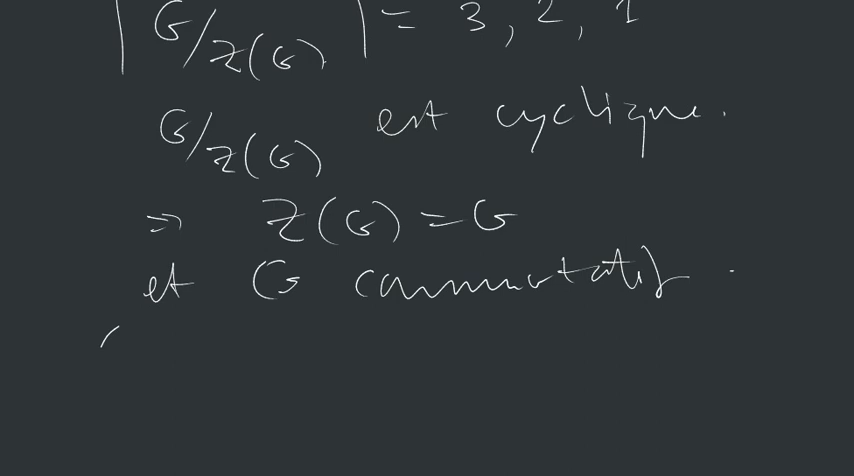 |G/Z(G)| = 3, 2, 1
G/Z(G) est cyclique.
⇒ Z(G) = G
et G commutatif.